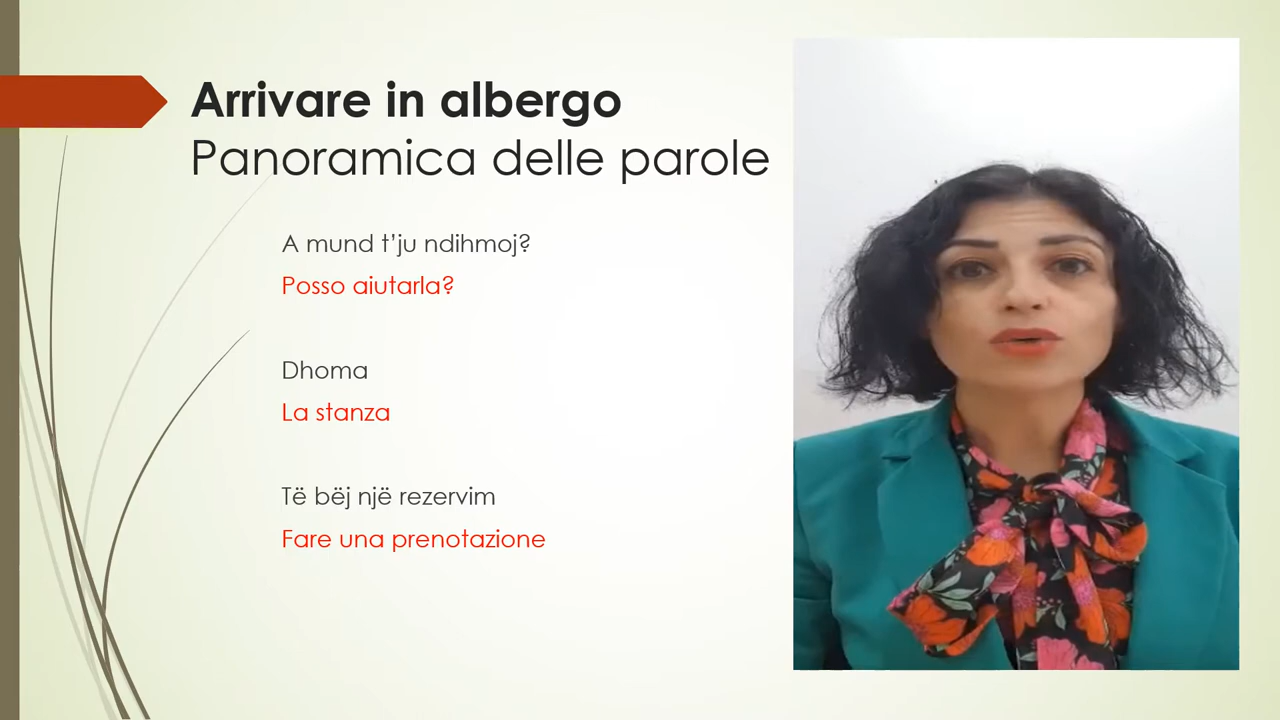 Arrivare in albergo
Panoramica delle parole
A mund t’ju ndihmoj?
Posso aiutarla?
Dhoma
La stanza
Të bëj një rezervim
Fare una prenotazione